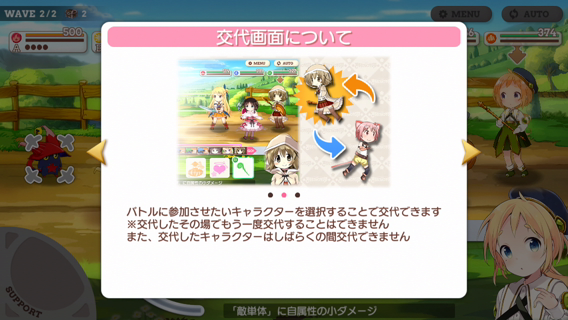 WAVE 2/2
2
MENU
AUTO
500
374
交代画面について
MENU
AUTO
バトルに参加させたいキャラクターを選択することで交代できます
※交代したその場でもう一度交代することはできません
また、交代したキャラクターはしばらくの間交代できません
SUPPORT
「敵単体」に自属性の小ダメージ